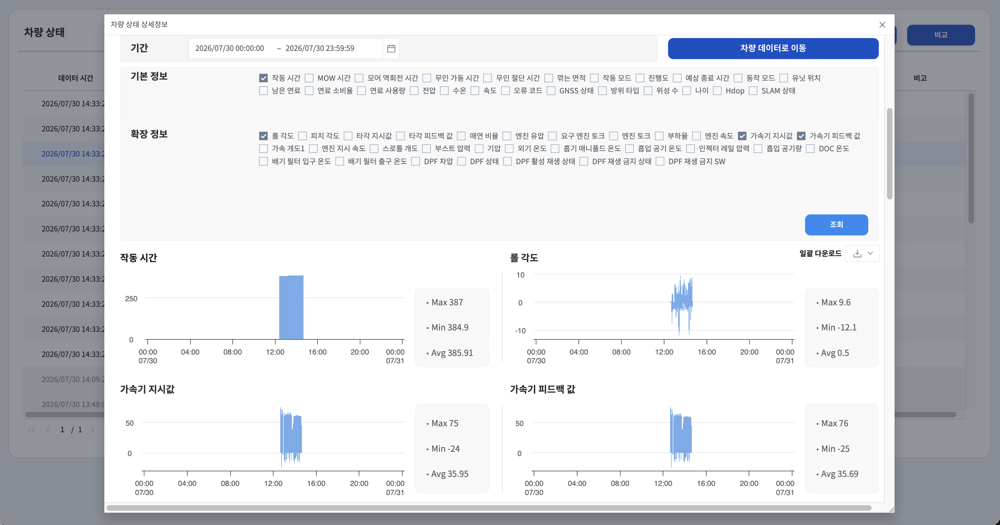 차량 상태 상세정보
차량 상태
비교
기간
2026/07/30 00:00:00 ~ 2026/07/30 23:59:59
차량 데이터로 이동
데이터 시간
비고
기본 정보
작동 시간 MOW 시간 모어 역회전 시간 무인 가동 시간 무인 절단 시간 깎는 면적 작동 모드 진행도 예상 종료 시간 동작 모드 유닛 위치
남은 연료 연료 소비율 연료 사용량 전압 수온 속도 오류 코드 GNSS 상태 방위 타입 위성 수 나이 Hdop SLAM 상태
확장 정보
롤 각도 피치 각도 타각 지시값 타각 피드백 값 매연 비율 엔진 유압 요구 엔진 토크 엔진 토크 부하율 엔진 속도 가속기 지시값 가속기 피드백 값
가속 개도1 엔진 지시 속도 스로틀 개도 부스트 압력 기압 외기 온도 흡기 매니폴드 온도 흡입 공기 온도 인젝터 레일 압력 흡입 공기량 DOC 온도
배기 필터 입구 온도 배기 필터 출구 온도 DPF 차압 DPF 상태 DPF 활성 재생 상태 DPF 재생 금지 상태 DPF 재생 금지 SW
조회
2026/07/30 14:33:2
2026/07/30 14:33:2
2026/07/30 14:33:2
2026/07/30 14:33:2
2026/07/30 14:33:2
2026/07/30 14:33:2
2026/07/30 14:33:2
2026/07/30 14:33:2
2026/07/30 14:33:2
2026/07/30 14:33:2
2026/07/30 14:33:2
2026/07/30 14:09:2
2026/07/30 13:48:0
1 / 1
일괄 다운로드
작동 시간
250
0
00:00 04:00 08:00 12:00 16:00 20:00 00:00
07/30 07/31
• Max 387
• Min 384.9
• Avg 385.91
롤 각도
10
0
-10
00:00 04:00 08:00 12:00 16:00 20:00 00:00
07/30 07/31
• Max 9.6
• Min -12.1
• Avg 0.5
가속기 지시값
50
0
00:00 04:00 08:00 12:00 16:00 20:00 00:00
07/30 07/31
• Max 75
• Min -24
• Avg 35.95
가속기 피드백 값
50
0
00:00 04:00 08:00 12:00 16:00 20:00 00:00
07/30 07/31
• Max 76
• Min -25
• Avg 35.69